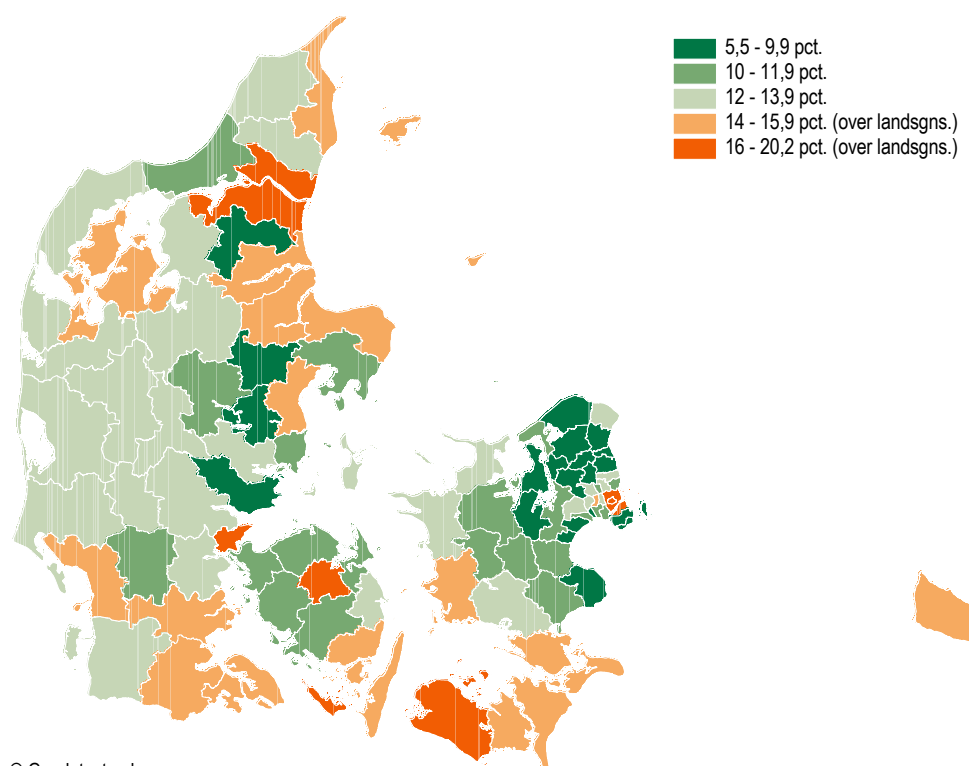 5,5 - 9,9 pct.
10 - 11,9 pct.
12 - 13,9 pct.
14 - 15,9 pct. (over landsgns.)
16 - 20,2 pct. (over landsgns.)